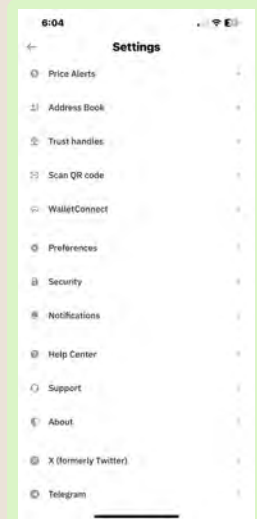 6:04
Settings
Price Alerts
Address Book
Trust handles
Scan QR code
WalletConnect
Preferences
Security
Notifications
Help Center
Support
About
X (formerly Twitter)
Telegram